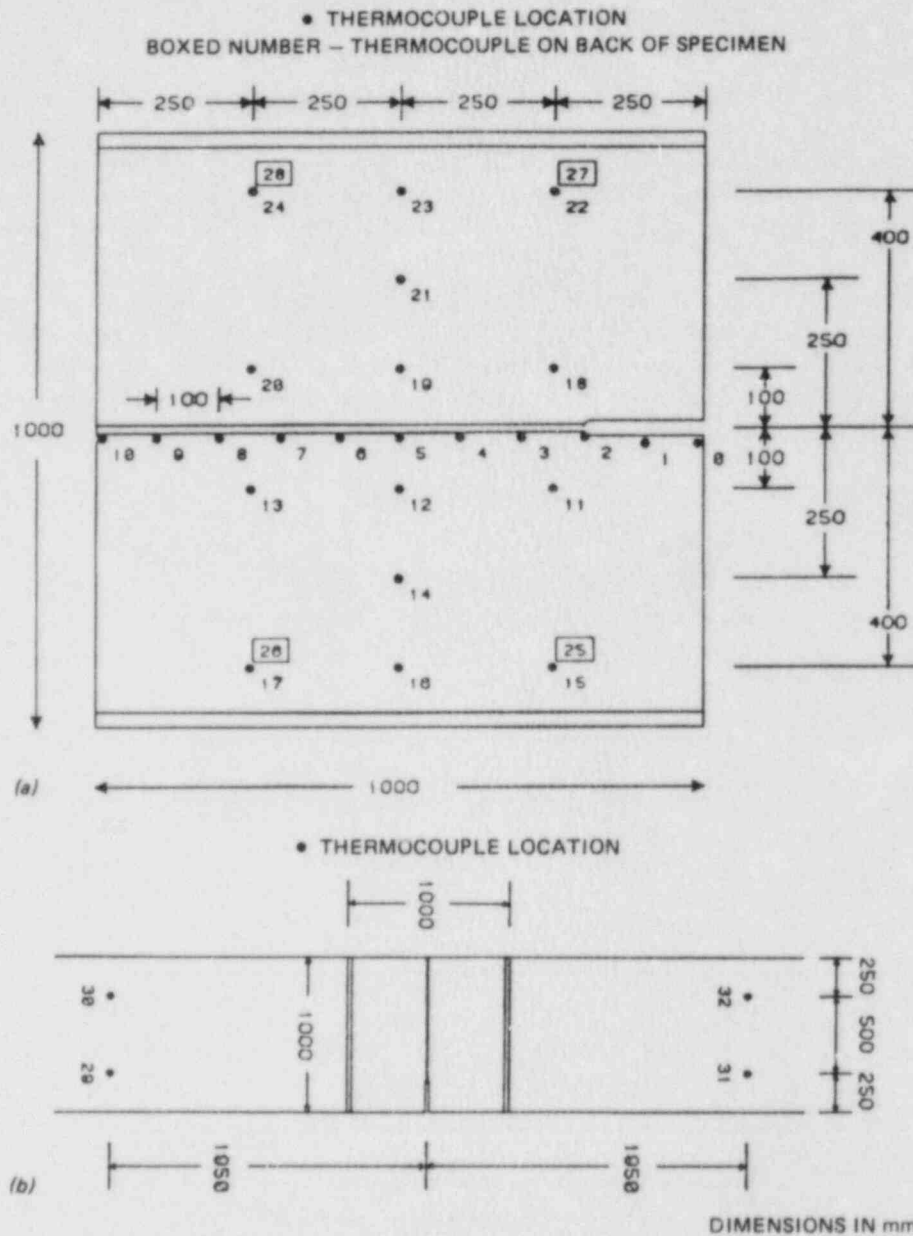 • THERMOCOUPLE LOCATION
BOXED NUMBER – THERMOCOUPLE ON BACK OF SPECIMEN
250 250 250 250
28 27
24 23 22
400
21
250
20 19 18
100 100
1000
10 9 8 7 6 5 4 3 2 1 0 100
13 12 11
250
14
400
26 25
17 16 15
(a) 1000
• THERMOCOUPLE LOCATION
1000
30 32 250
1000 500
29 31 250
(b) 1950 1950
DIMENSIONS IN mm